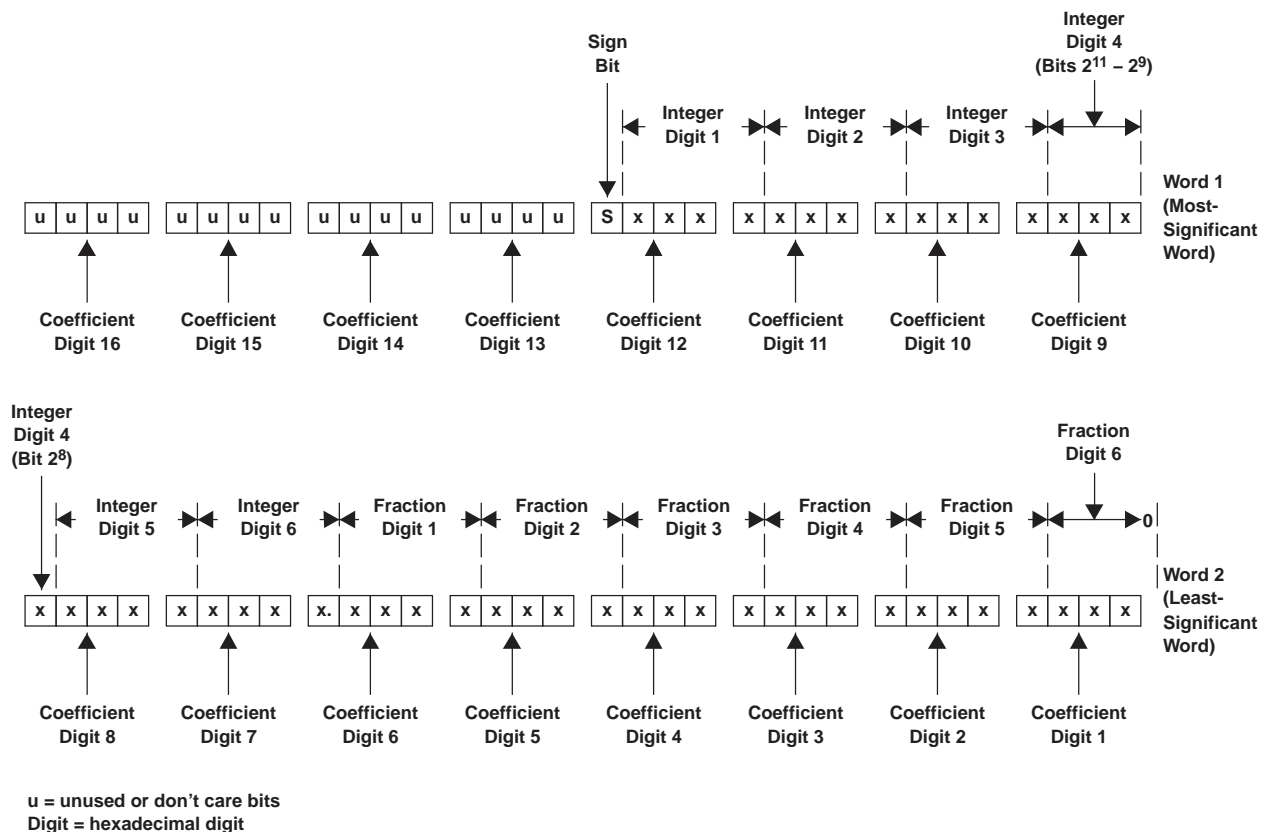 Integer
Digit 4
(Bits 2¹¹ – 2⁹)
Sign
Bit
Integer
Digit 1
Integer
Digit 2
Integer
Digit 3
Word 1
(Most-
Significant
Word)
u u u u u u u u u u u u u u u u S x x x x x x x x x x x x x x x
Coefficient
Digit 16
Coefficient
Digit 15
Coefficient
Digit 14
Coefficient
Digit 13
Coefficient
Digit 12
Coefficient
Digit 11
Coefficient
Digit 10
Coefficient
Digit 9
Integer
Digit 4
(Bit 2⁸)
Fraction
Digit 6
Integer
Digit 5
Integer
Digit 6
Fraction
Digit 1
Fraction
Digit 2
Fraction
Digit 3
Fraction
Digit 4
Fraction
Digit 5
0
Word 2
(Least-
Significant
Word)
x x x x x x x x x. x x x x x x x x x x x x x x x x x x x x x x x
Coefficient
Digit 8
Coefficient
Digit 7
Coefficient
Digit 6
Coefficient
Digit 5
Coefficient
Digit 4
Coefficient
Digit 3
Coefficient
Digit 2
Coefficient
Digit 1
u = unused or don’t care bits
Digit = hexadecimal digit